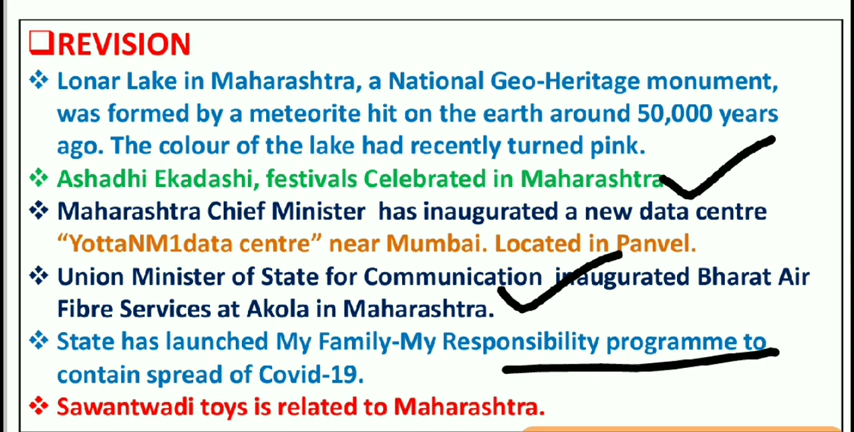 ❑REVISION
❖ Lonar Lake in Maharashtra, a National Geo-Heritage monument,
was formed by a meteorite hit on the earth around 50,000 years
ago. The colour of the lake had recently turned pink.
❖ Ashadhi Ekadashi, festivals Celebrated in Maharashtra
❖ Maharashtra Chief Minister has inaugurated a new data centre
“YottaNM1data centre” near Mumbai. Located in Panvel.
❖ Union Minister of State for Communication inaugurated Bharat Air
Fibre Services at Akola in Maharashtra.
❖ State has launched My Family-My Responsibility programme to
contain spread of Covid-19.
❖ Sawantwadi toys is related to Maharashtra.